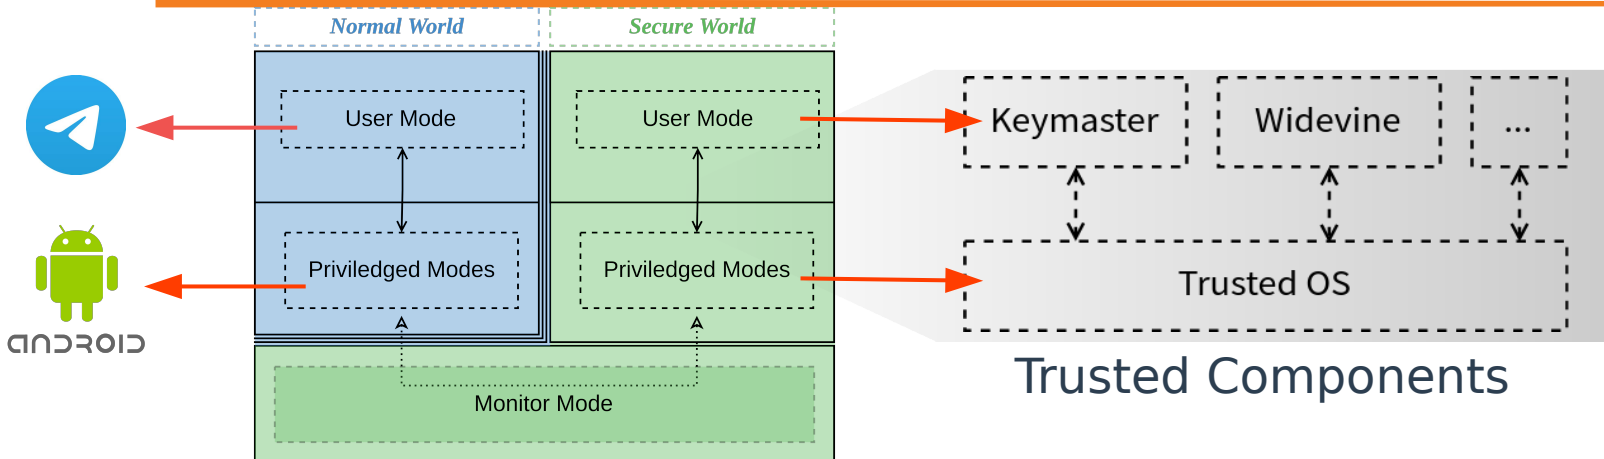 Normal World
Secure World
User Mode
User Mode
Keymaster
Widevine
...
Priviledged Modes
Priviledged Modes
Trusted OS
ANDROID
Trusted Components
Monitor Mode